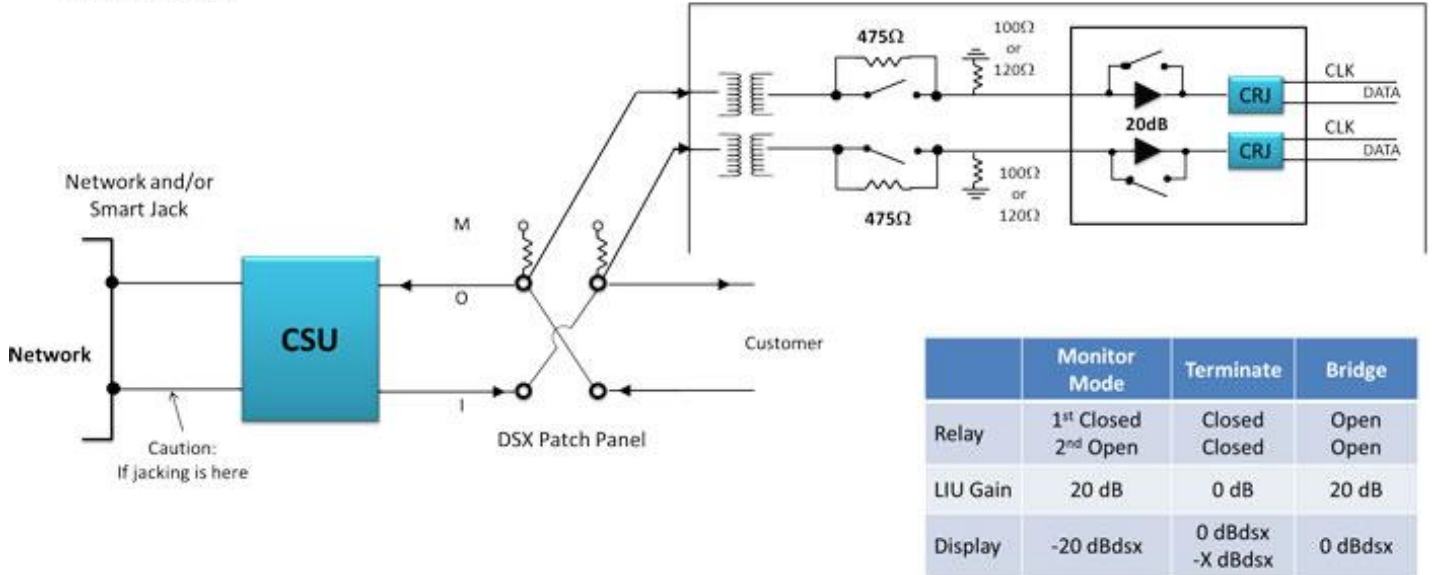 475Ω
100Ω
or
120Ω
CLK
CRJ
DATA
20dB
CLK
CRJ
DATA
100Ω
or
120Ω
475Ω
Network and/or
Smart Jack
M
O
CSU
Network
Customer
I
DSX Patch Panel
Caution:
If jacking is here
Monitor Mode Terminate Bridge
Relay 1st Closed Closed Open
2nd Open Closed Open
LIU Gain 20 dB 0 dB 20 dB
Display -20 dBdsx 0 dBdsx 0 dBdsx
-X dBdsx